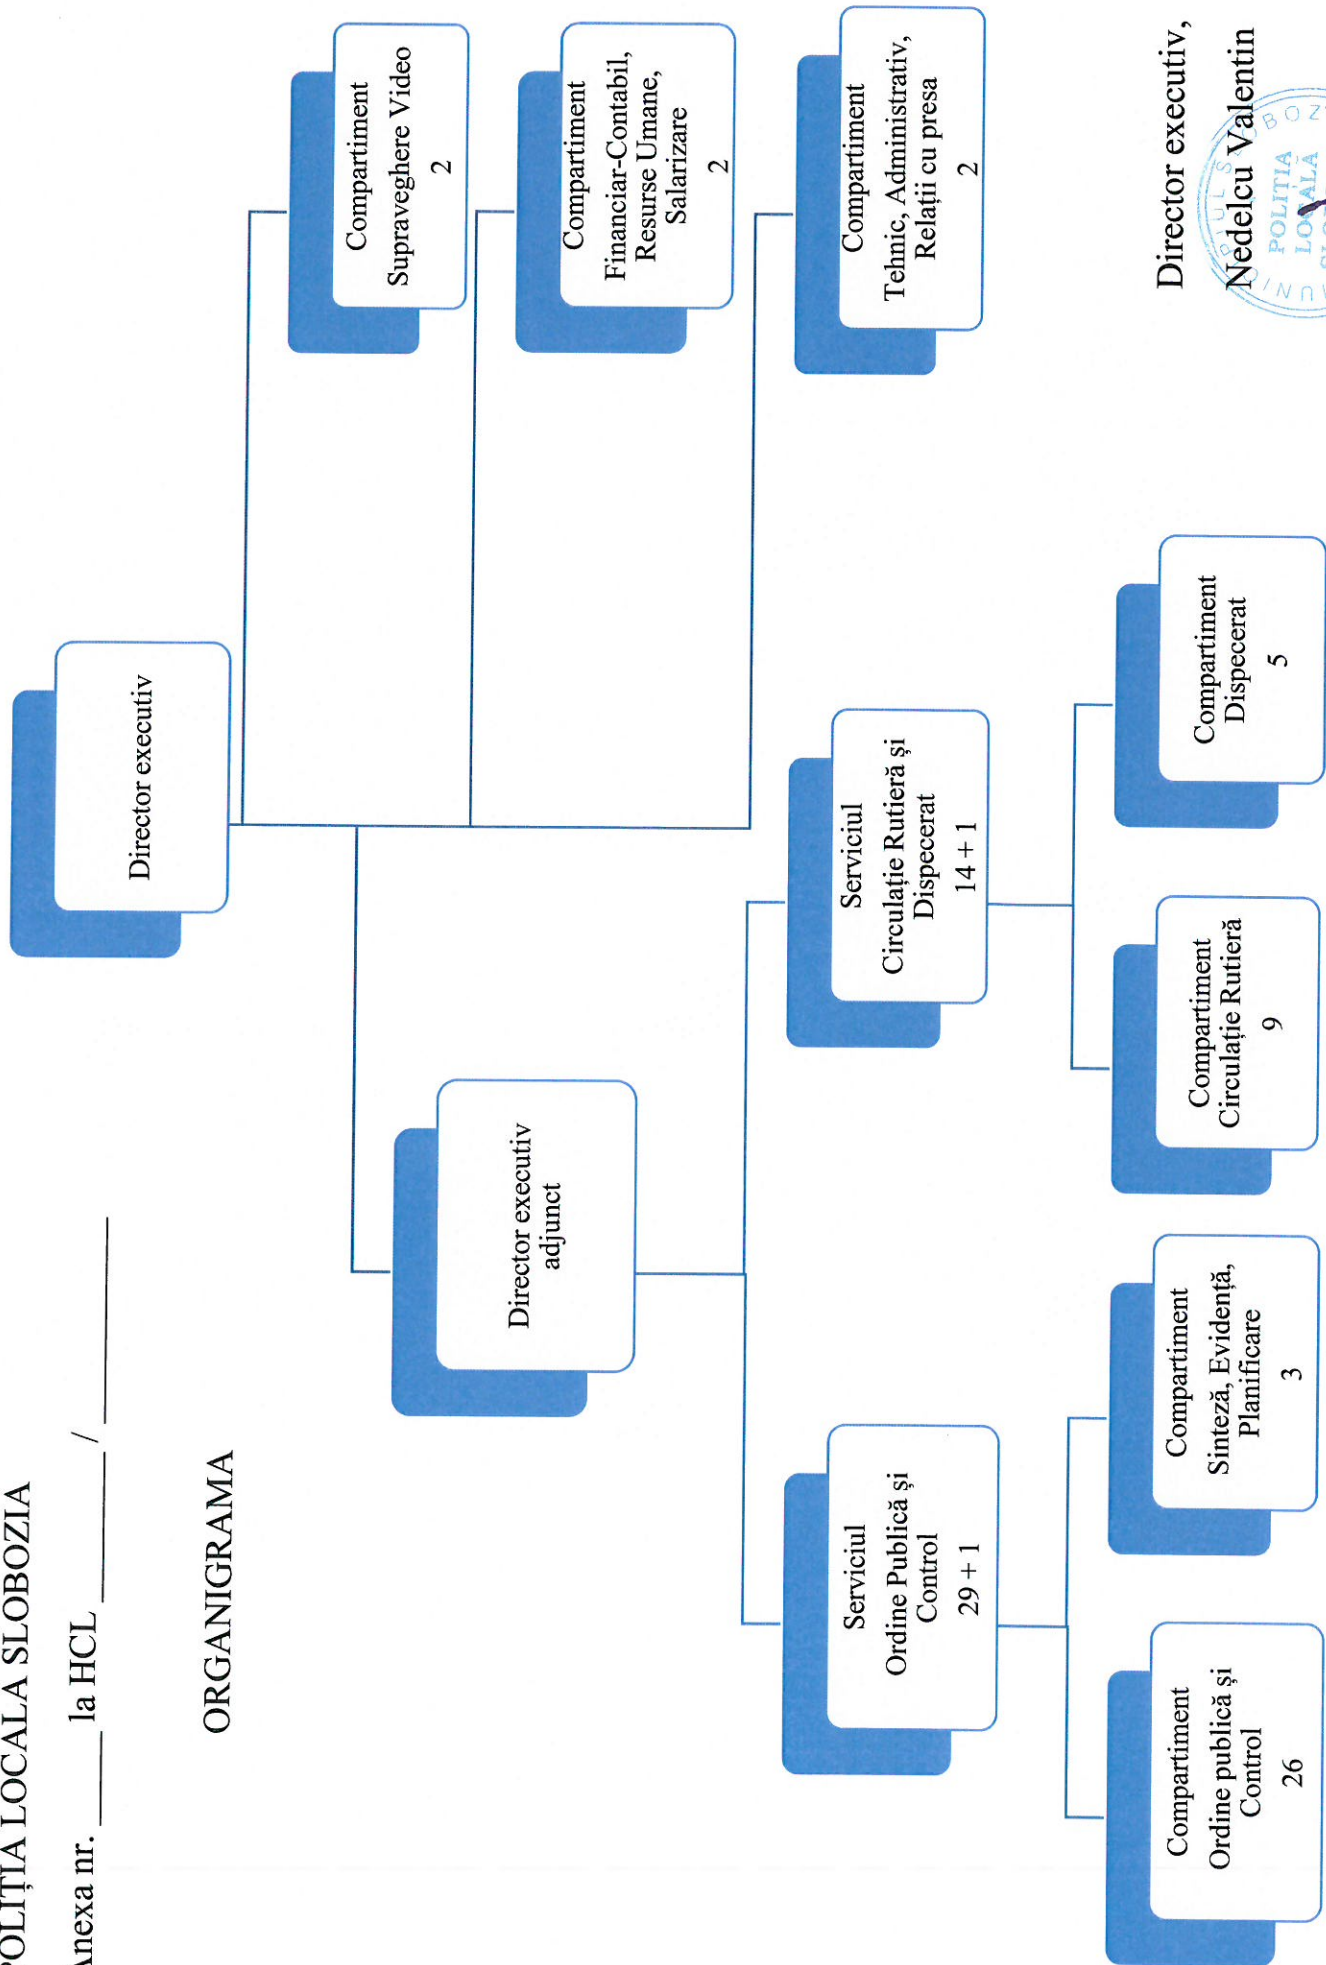 POLIȚIA LOCALA SLOBOZIA
Anexa nr. ______ la HCL ________ / ____________
ORGANIGRAMA
Director executiv
Compartiment
Supraveghere Video
2
Director executiv
adjunct
Compartiment
Financiar-Contabil,
Resurse Umane,
Salarizare
2
Serviciul
Ordine Publică și
Control
29 + 1
Serviciul
Circulație Rutieră și
Dispecerat
14 + 1
Compartiment
Tehnic, Administrativ,
Relații cu presa
2
Compartiment
Ordine publică și
Control
26
Compartiment
Sinteză, Evidență,
Planificare
3
Compartiment
Circulație Rutieră
9
Compartiment
Dispecerat
5
Director executiv,
Nedelcu Valentin
POLITIA
LOCALĂ